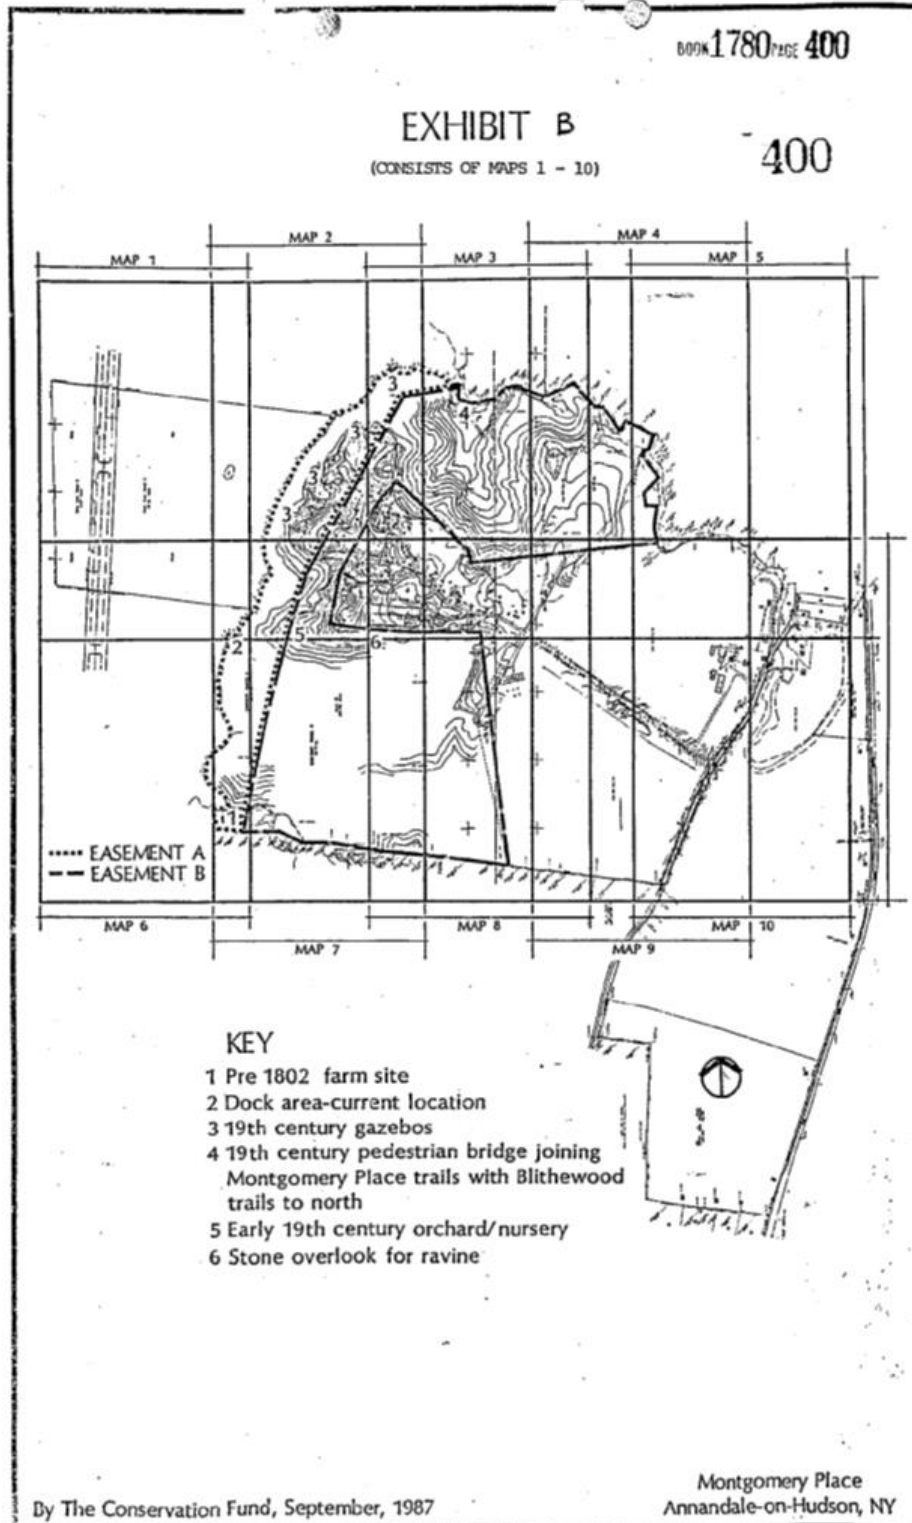 BOOK 1780 PAGE 400
EXHIBIT B
(CONSISTS OF MAPS 1 - 10)
400
MAP 2
MAP 4
MAP 1
MAP 3
MAP 5
3
3
4
3
3
2
5
6
1
EASEMENT A
EASEMENT B
MAP 6
MAP 8
MAP 10
MAP 7
MAP 9
KEY
1 Pre 1802 farm site
2 Dock area-current location
3 19th century gazebos
4 19th century pedestrian bridge joining
Montgomery Place trails with Blithewood
trails to north
5 Early 19th century orchard/nursery
6 Stone overlook for ravine
Montgomery Place
By The Conservation Fund, September, 1987
Annandale-on-Hudson, NY